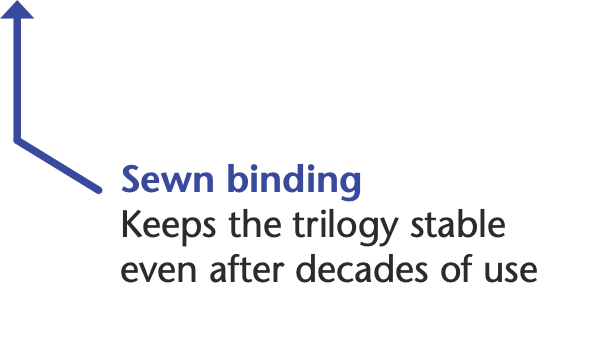 Sewn binding
Keeps the trilogy stable
even after decades of use